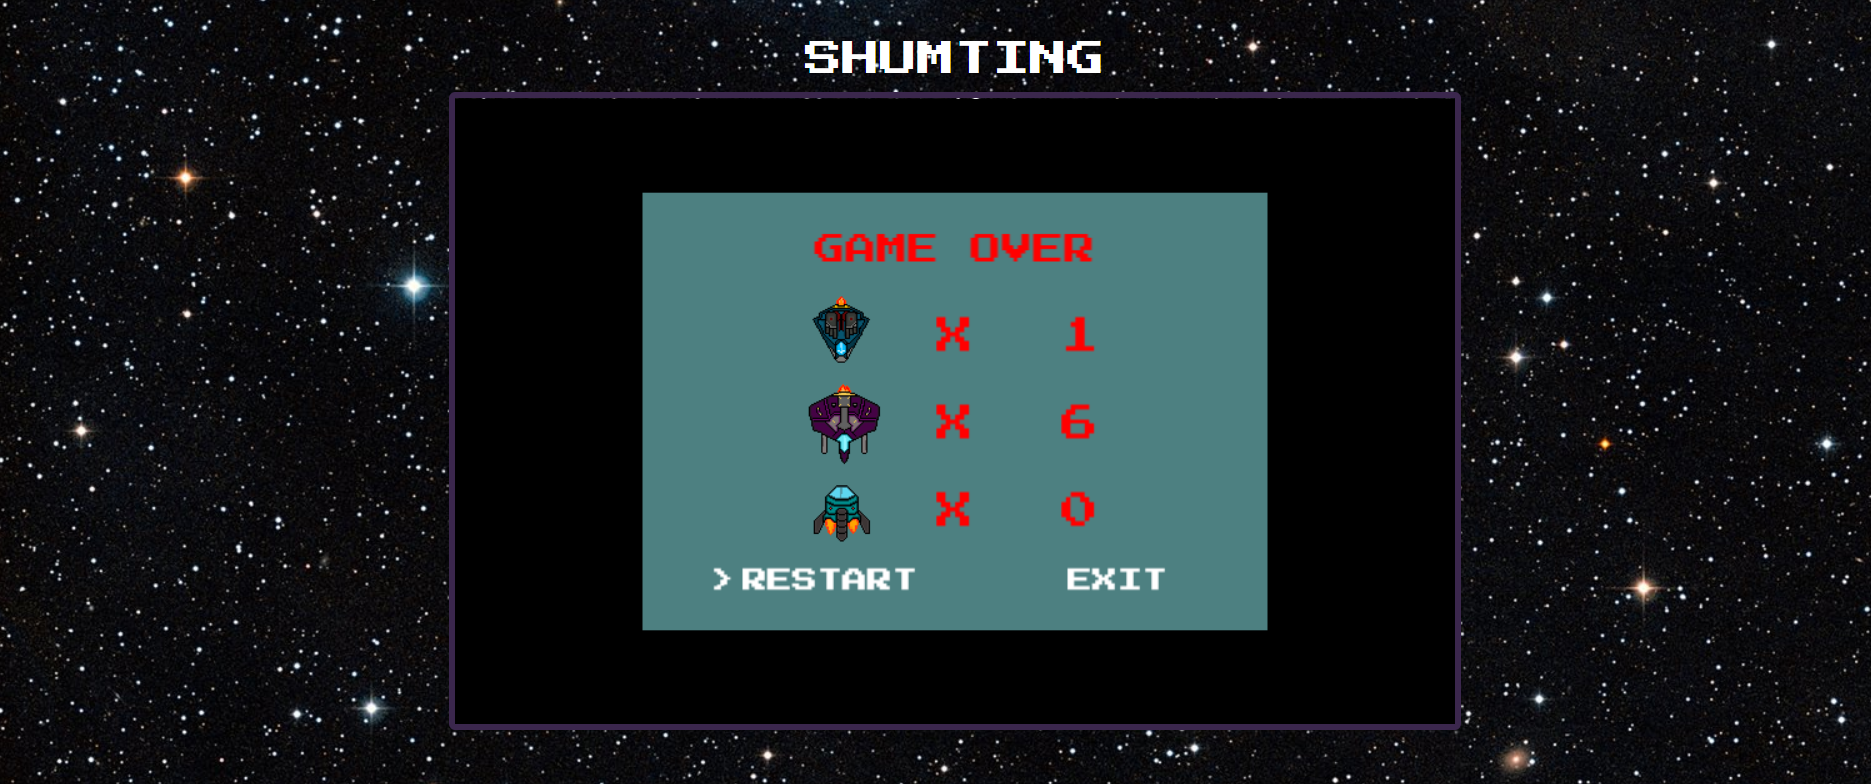 SHUMTING
GAME OVER
X 1
X 6
X 0
>RESTART EXIT